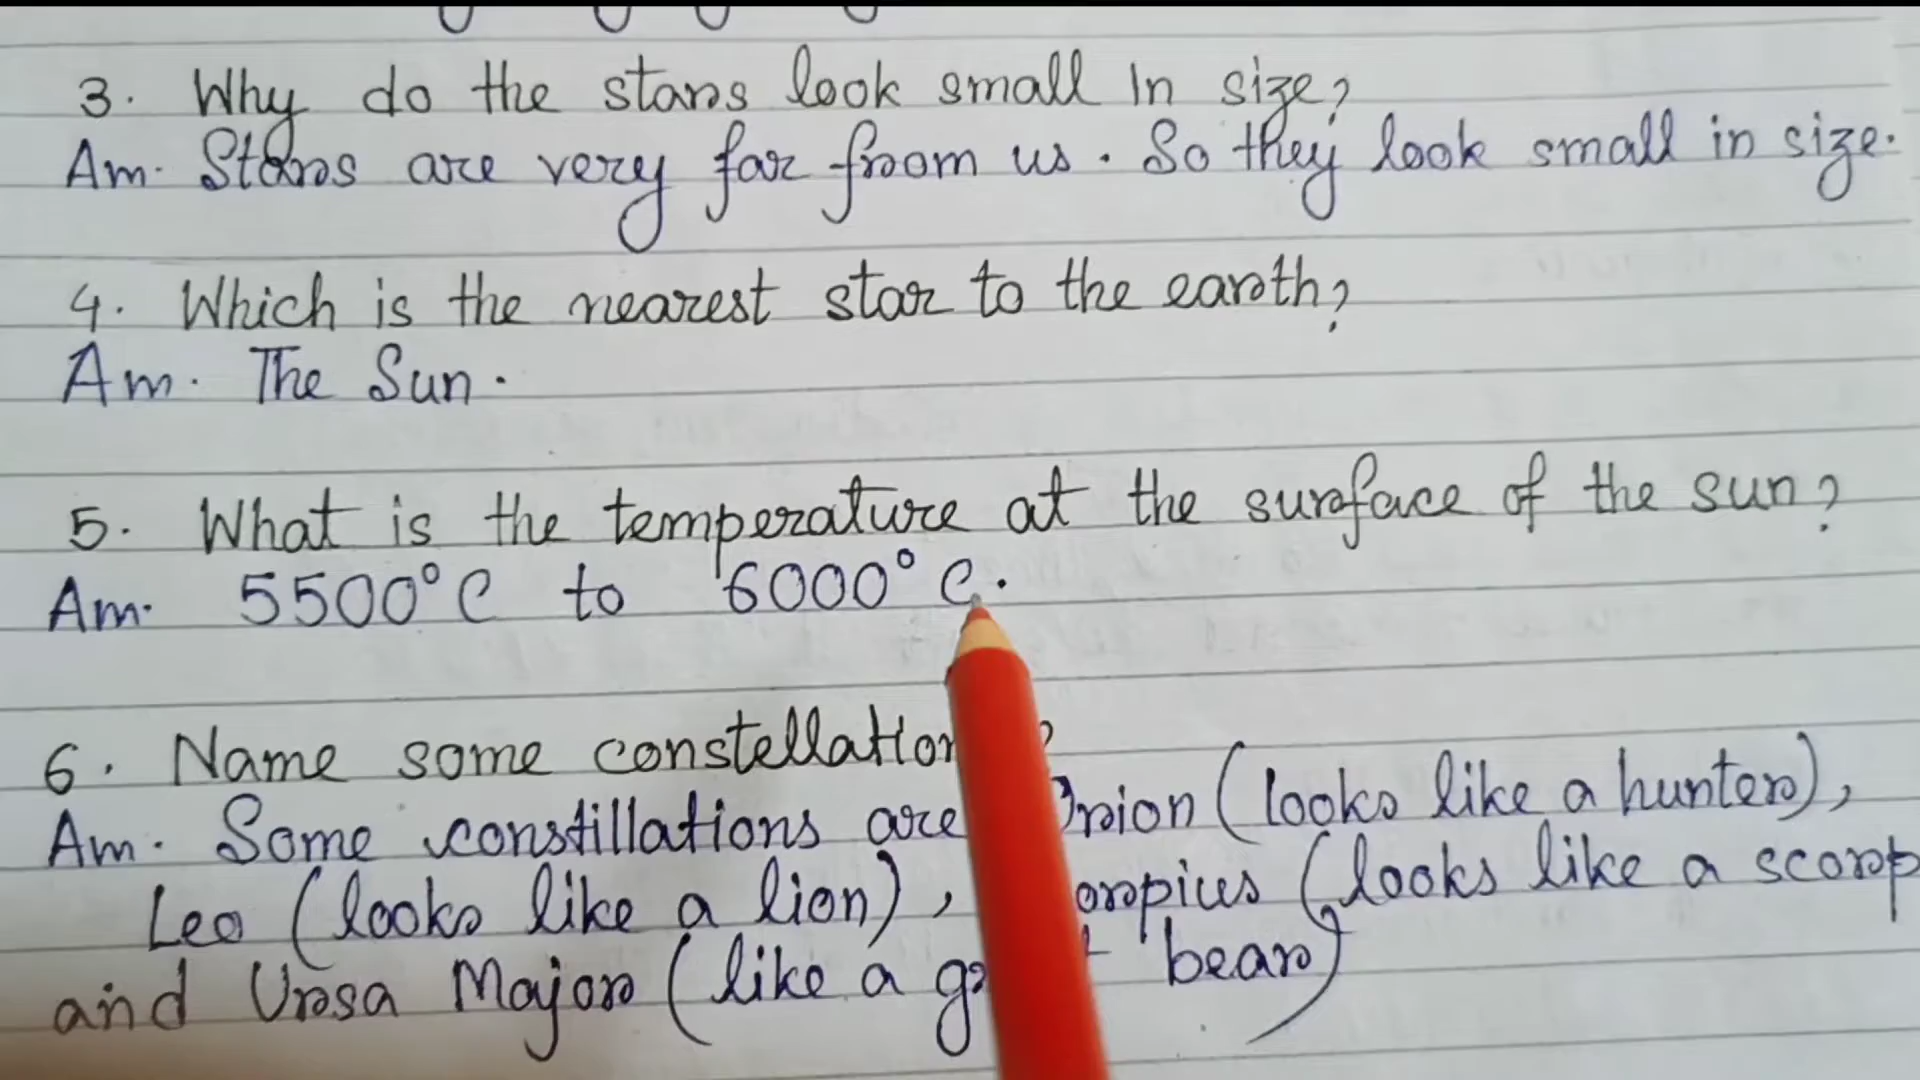 3. Why do the stars look small in size?
Ans. Stars are very far from us. So they look small in size.
4. Which is the nearest star to the earth?
Ans. The Sun.
5. What is the temperature at the surface of the sun?
Ans. 5500°C to 6000°C.
6. Name some constellation ?
Ans. Some constillations are Orion (looks like a hunter),
Leo (looks like a lion), orpius (looks like a scorp
and Ursa Major (like a bear)